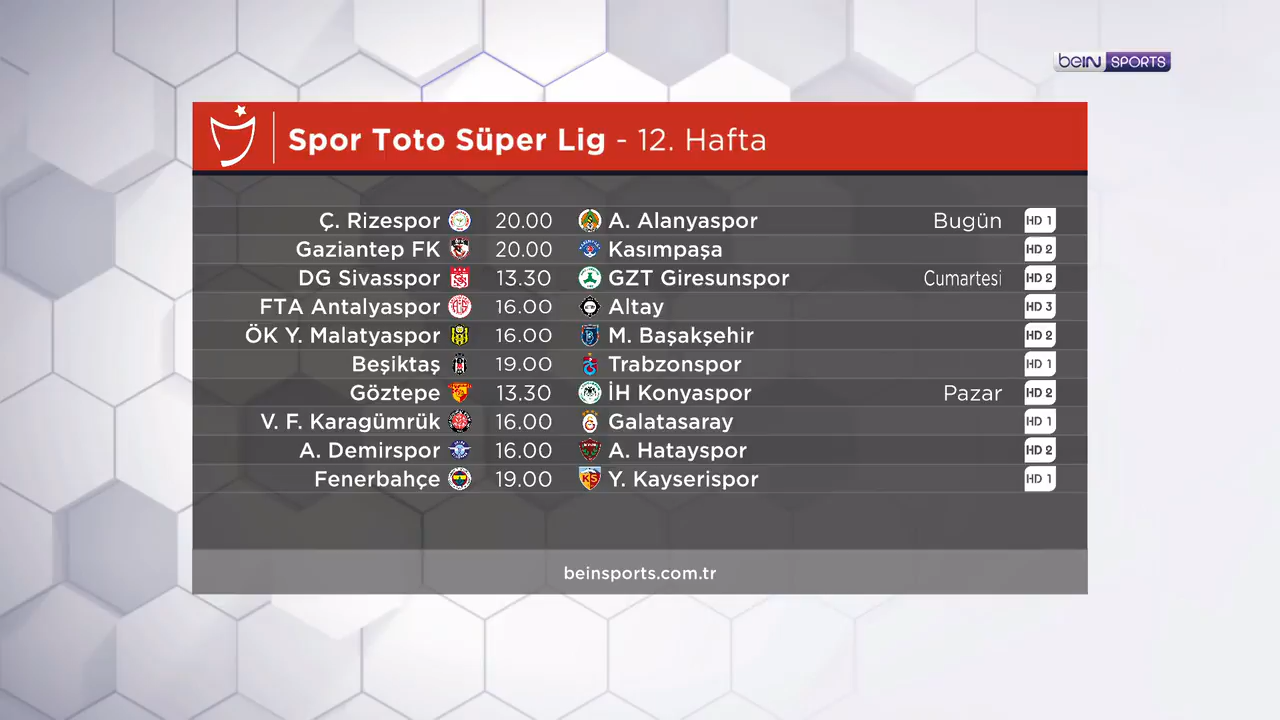 beIN SPORTS
Spor Toto Süper Lig - 12. Hafta
Ç. Rizespor 20.00 A. Alanyaspor Bugün HD 1
Gaziantep FK 20.00 Kasımpaşa HD 2
DG Sivasspor 13.30 GZT Giresunspor Cumartesi HD 2
FTA Antalyaspor 16.00 Altay HD 3
ÖK Y. Malatyaspor 16.00 M. Başakşehir HD 2
Beşiktaş 19.00 Trabzonspor HD 1
Göztepe 13.30 İH Konyaspor Pazar HD 2
V. F. Karagümrük 16.00 Galatasaray HD 1
A. Demirspor 16.00 A. Hatayspor HD 2
Fenerbahçe 19.00 Y. Kayserispor HD 1
beinsports.com.tr